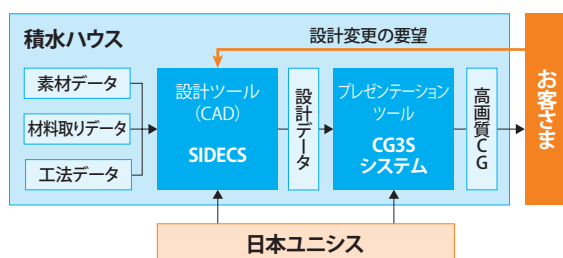 積水ハウス
設計変更の要望
素材データ
材料取りデータ
工法データ
設計ツール
(CAD)
SIDECS
設計データ
プレゼンテーション
ツール
CG3S
システム
高画質CG
お客さま
日本ユニシス